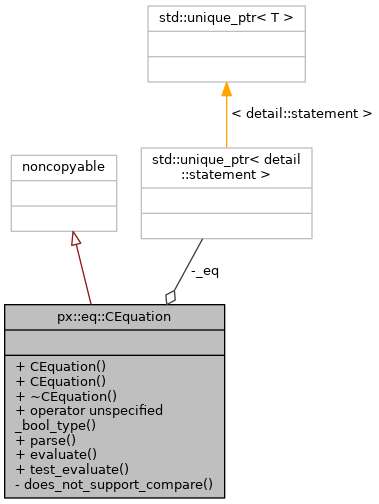 std::unique_ptr< T >
< detail::statement >
std::unique_ptr< detail
::statement >
noncopyable
-_eq
px::eq::CEquation
+ CEquation()
+ CEquation()
+ ~CEquation()
+ operator unspecified
_bool_type()
+ parse()
+ evaluate()
+ test_evaluate()
- does_not_support_compare()